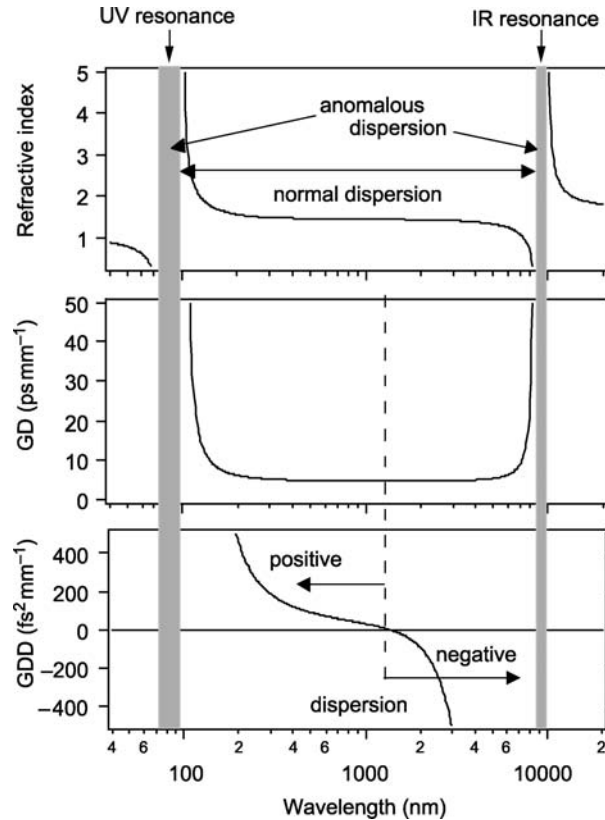 UV resonance
IR resonance
5
4
3
2
1
Refractive index
anomalous
dispersion
normal dispersion
50
40
30
20
10
0
GD (ps mm⁻¹)
400
200
0
−200
−400
GDD (fs² mm⁻¹)
positive
negative
dispersion
4 6 2 4 6 2 4 6 2
100 1000 10000
Wavelength (nm)